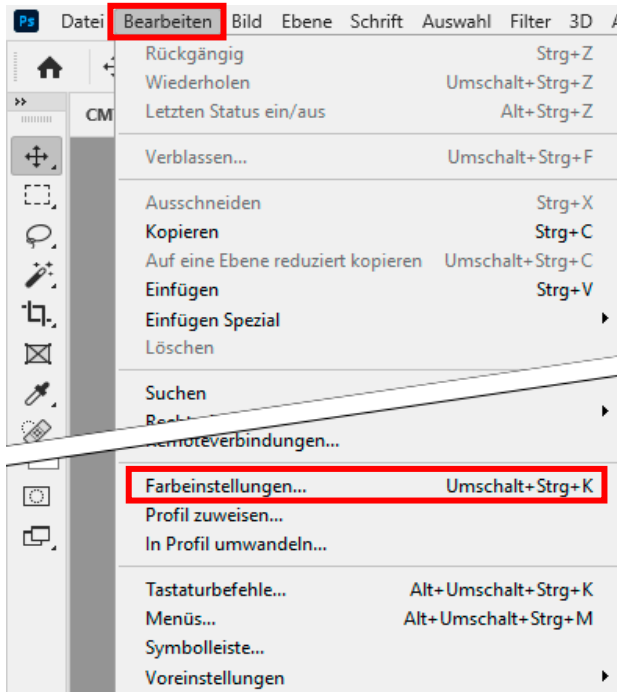 Ps Datei Bearbeiten Bild Ebene Schrift Auswahl Filter 3D
Rückgängig Strg+Z
Wiederholen Umschalt+Strg+Z
CM Letzten Status ein/aus Alt+Strg+Z
Verblassen... Umschalt+Strg+F
Ausschneiden Strg+X
Kopieren Strg+C
Auf eine Ebene reduziert kopieren Umschalt+Strg+C
Einfügen Strg+V
Einfügen Spezial
Löschen
Suchen
Remoteverbindungen...
Farbeinstellungen... Umschalt+Strg+K
Profil zuweisen...
In Profil umwandeln...
Tastaturbefehle... Alt+Umschalt+Strg+K
Menüs... Alt+Umschalt+Strg+M
Symbolleiste...
Voreinstellungen